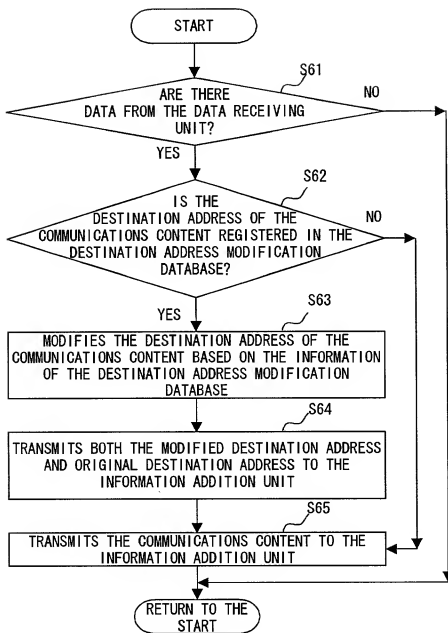 START
S61
ARE THERE
DATA FROM THE DATA RECEIVING
UNIT?
NO
YES
S62
IS THE
DESTINATION ADDRESS OF THE
COMMUNICATIONS CONTENT REGISTERED IN THE
DESTINATION ADDRESS MODIFICATION
DATABASE?
NO
YES
S63
MODIFIES THE DESTINATION ADDRESS OF THE
COMMUNICATIONS CONTENT BASED ON THE INFORMATION
OF THE DESTINATION ADDRESS MODIFICATION
DATABASE
S64
TRANSMITS BOTH THE MODIFIED DESTINATION ADDRESS
AND ORIGINAL DESTINATION ADDRESS TO THE
INFORMATION ADDITION UNIT
S65
TRANSMITS THE COMMUNICATIONS CONTENT TO THE
INFORMATION ADDITION UNIT
RETURN TO THE
START